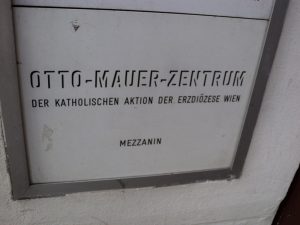 OTTO-MAUER-ZENTRUM
DER KATHOLISCHEN AKTION DER ERZDIÖZESE WIEN
MEZZANIN